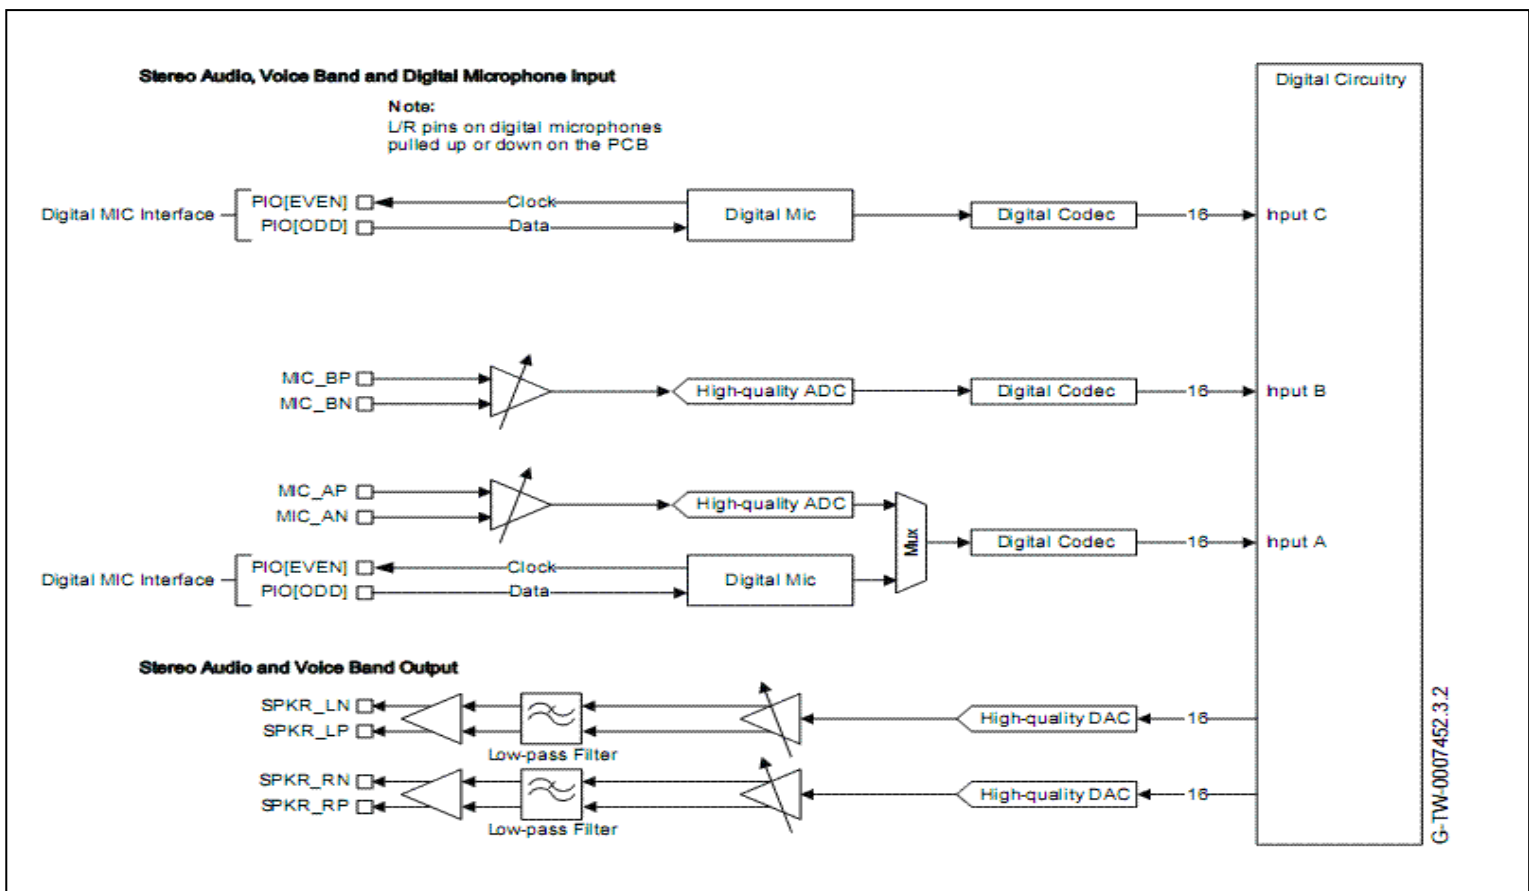 Stereo Audio, Voice Band and Digital Microphone Input
Note:
L/R pins on digital microphones
pulled up or down on the PCB
Digital Circuitry
Digital MIC Interface
PIO[EVEN]
PIO[ODD]
Clock
Data
Digital Mic
Digital Codec
16
Input C
MIC_BP
MIC_BN
High-quality ADC
Digital Codec
16
Input B
MIC_AP
MIC_AN
High-quality ADC
Mux
Digital Codec
16
Input A
Digital MIC Interface
PIO[EVEN]
PIO[ODD]
Clock
Data
Digital Mic
Stereo Audio and Voice Band Output
SPKR_LN
SPKR_LP
Low-pass Filter
High-quality DAC
16
SPKR_RN
SPKR_RP
Low-pass Filter
High-quality DAC
16
G-TW-0007452.3.2